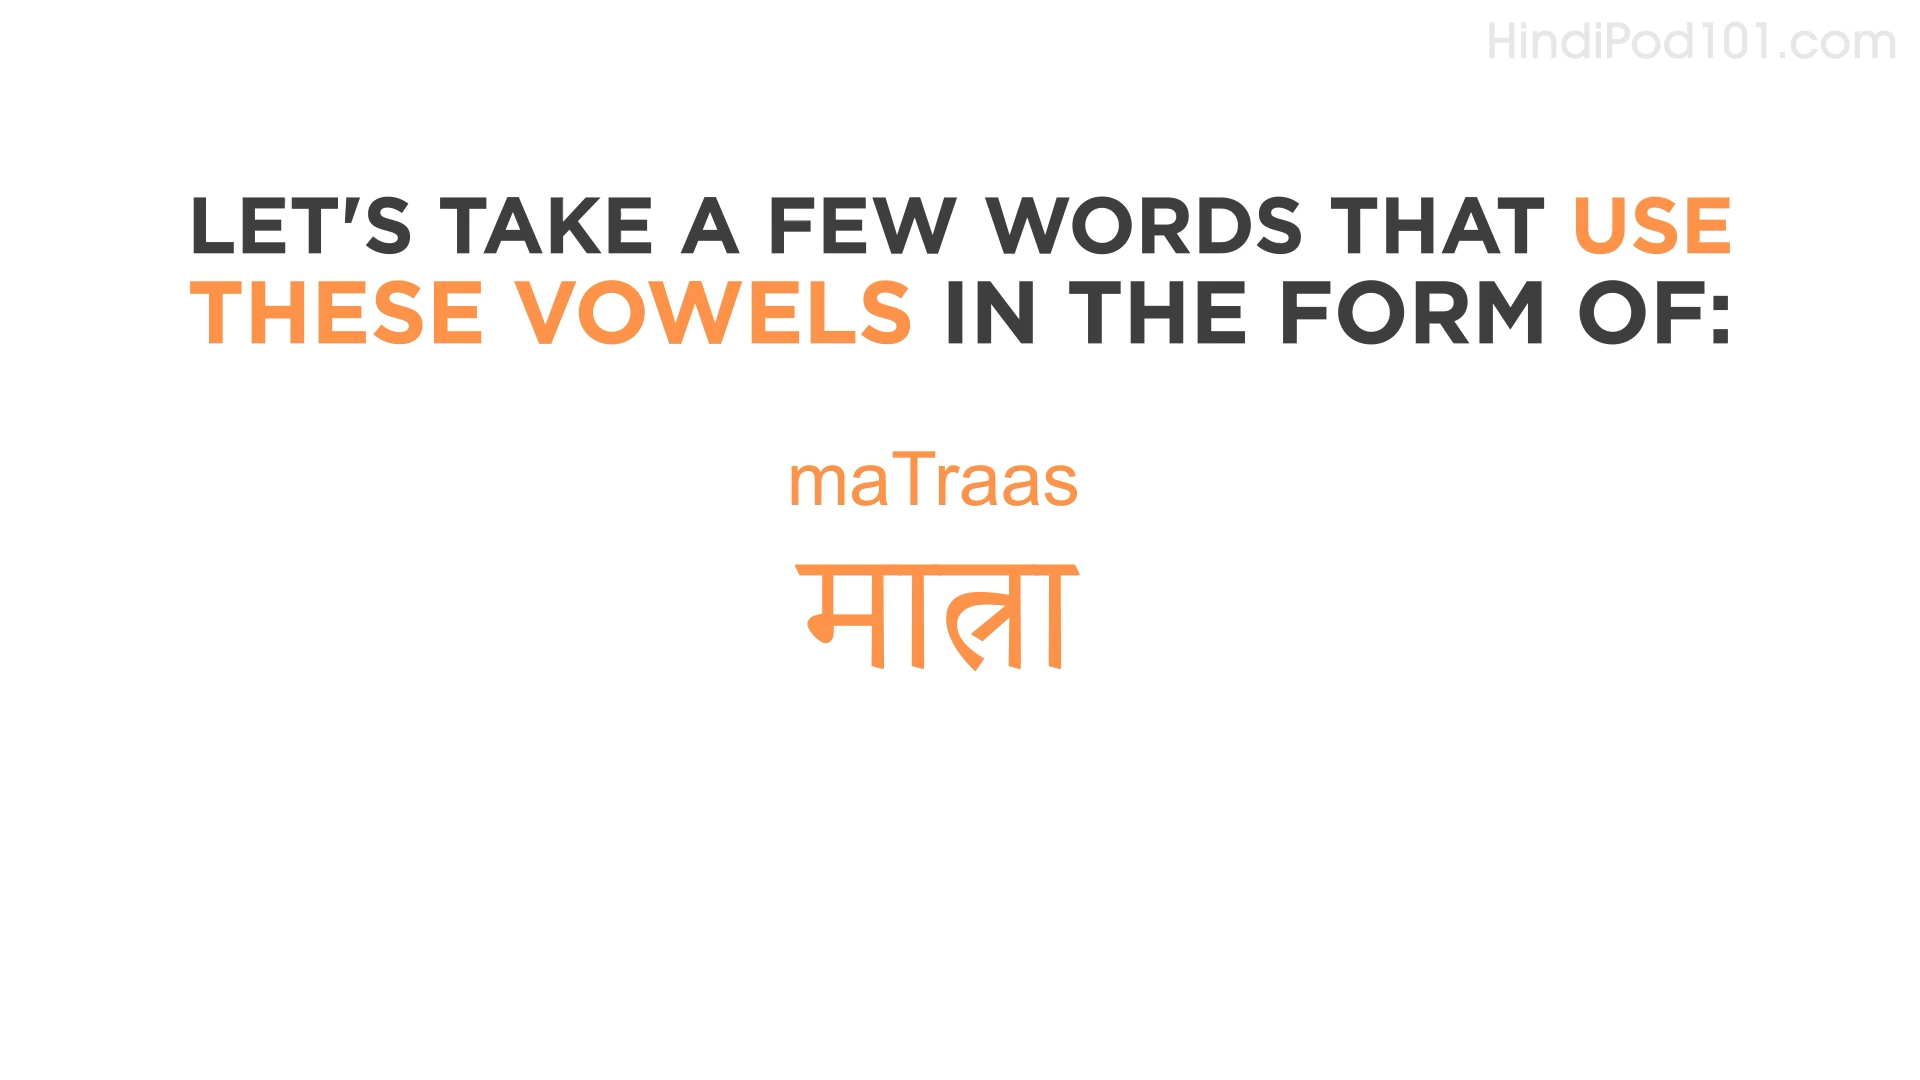 HindiPod101.com
LET'S TAKE A FEW WORDS THAT USE
THESE VOWELS IN THE FORM OF:
maTraas
मात्रा